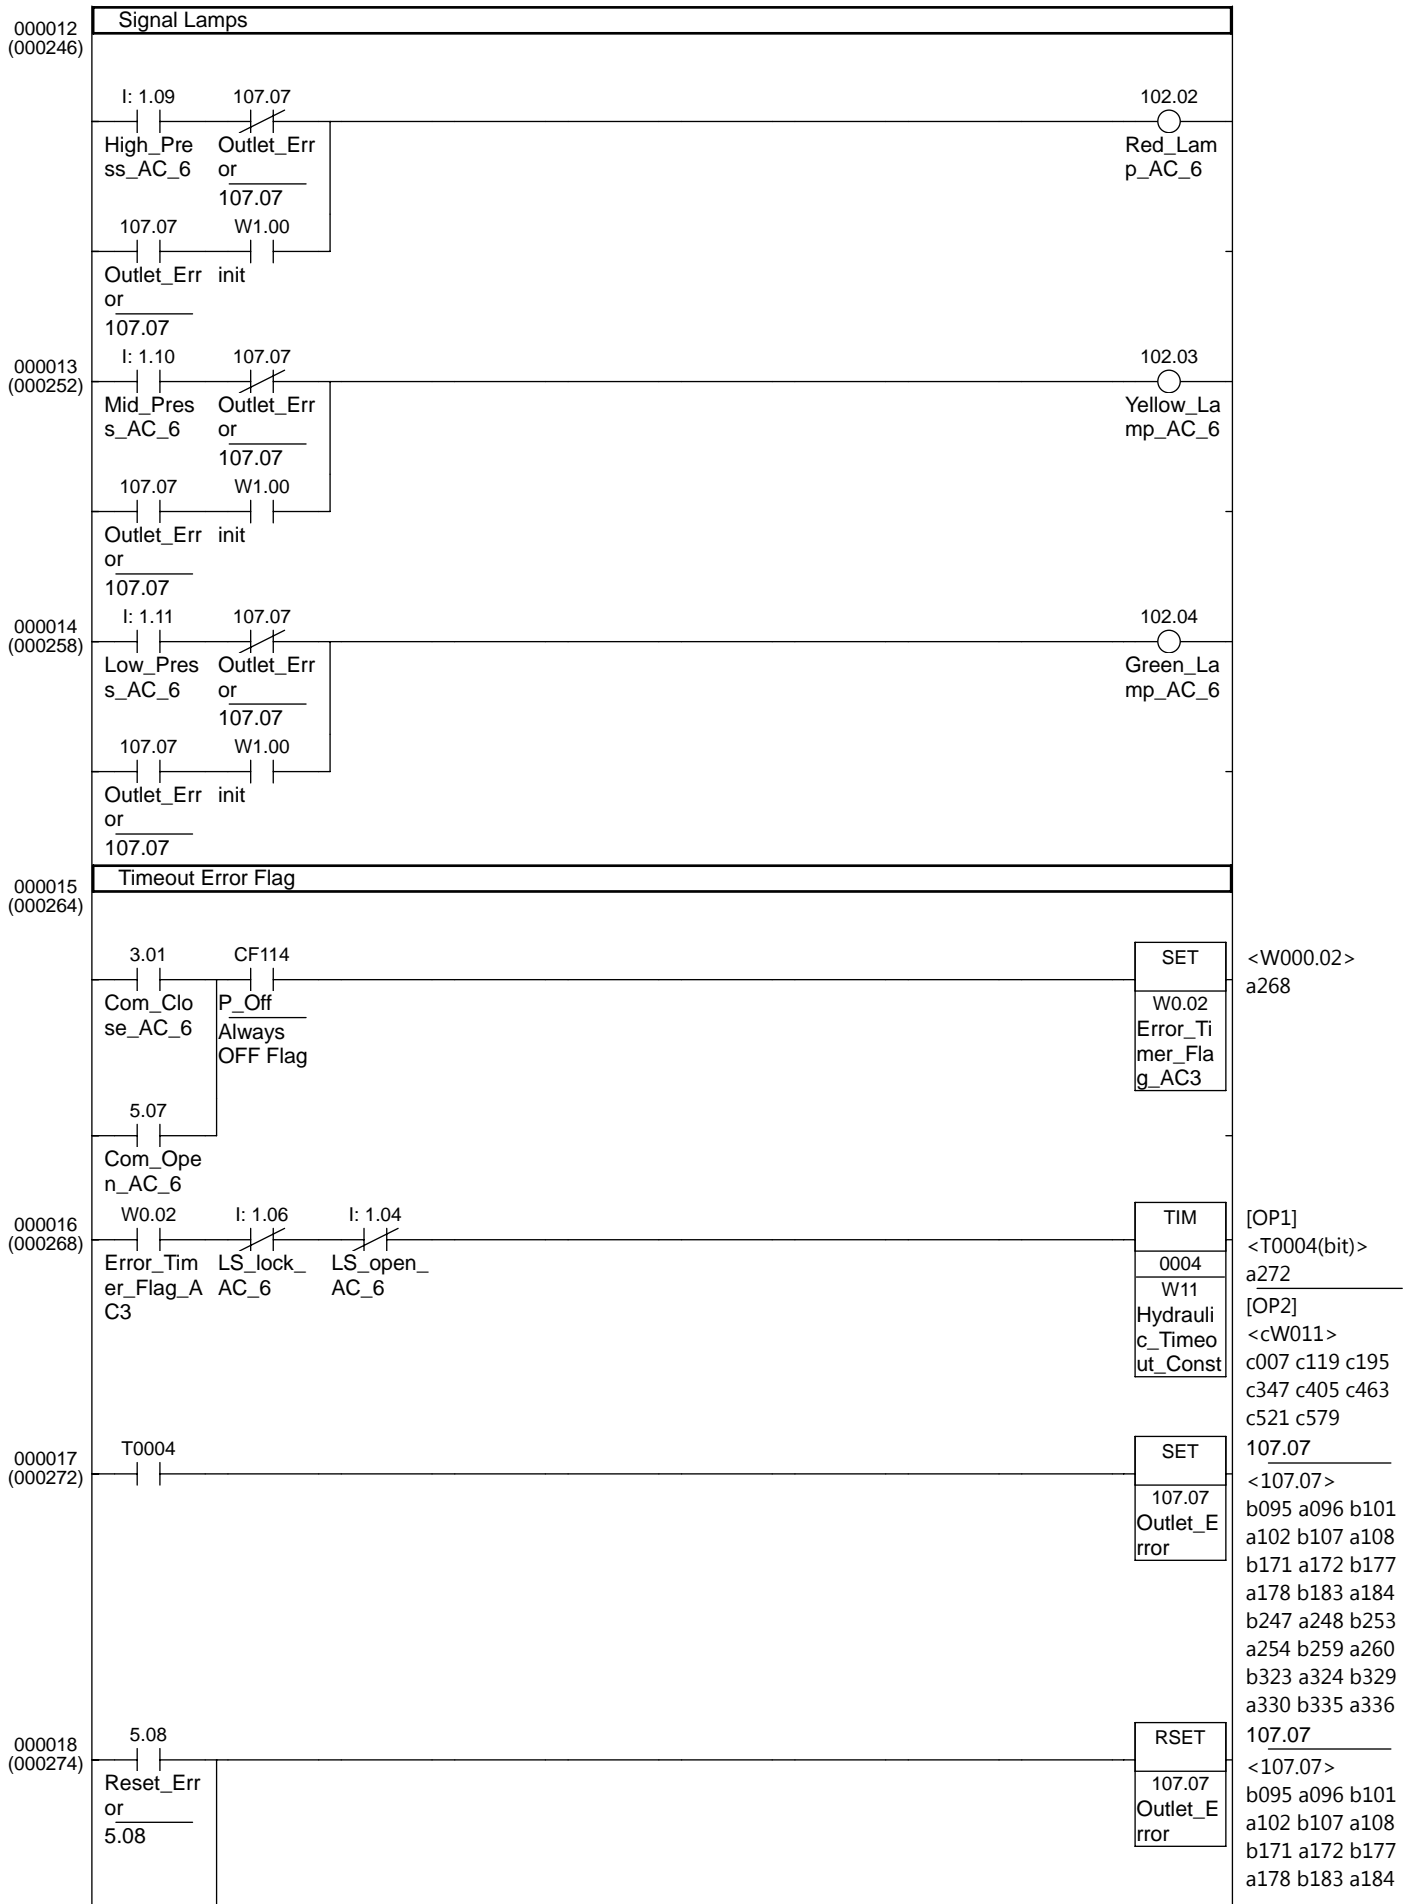 Signal Lamps
000012
(000246)
I: 1.09 107.07 102.02
High_Pre Outlet_Err Red_Lam
ss_AC_6 or p_AC_6
107.07
107.07 W1.00
Outlet_Err init
or
107.07
000013
(000252)
I: 1.10 107.07 102.03
Mid_Pres Outlet_Err Yellow_La
s_AC_6 or mp_AC_6
107.07
107.07 W1.00
Outlet_Err init
or
107.07
000014
(000258)
I: 1.11 107.07 102.04
Low_Pres Outlet_Err Green_La
s_AC_6 or mp_AC_6
107.07
107.07 W1.00
Outlet_Err init
or
107.07
Timeout Error Flag
000015
(000264)
3.01 CF114 SET <W000.02>
a268
Com_Clo P_Off W0.02
se_AC_6 Always Error_Ti
OFF Flag mer_Fla
g_AC3
5.07
Com_Ope
n_AC_6
000016
(000268)
W0.02 I: 1.06 I: 1.04 TIM [OP1]
<T0004(bit)>
Error_Tim LS_lock_ LS_open_ 0004 a272
er_Flag_A AC_6 AC_6 W11
C3 Hydrauli [OP2]
c_Timeo <cW011>
ut_Const c007 c119 c195
c347 c405 c463
c521 c579
000017
(000272)
T0004 SET 107.07
<107.07>
107.07 b095 a096 b101
Outlet_E a102 b107 a108
rror b171 a172 b177
a178 b183 a184
b247 a248 b253
a254 b259 a260
b323 a324 b329
a330 b335 a336
000018
(000274)
5.08 RSET 107.07
Reset_Err 107.07 <107.07>
or Outlet_E b095 a096 b101
5.08 rror a102 b107 a108
b171 a172 b177
a178 b183 a184